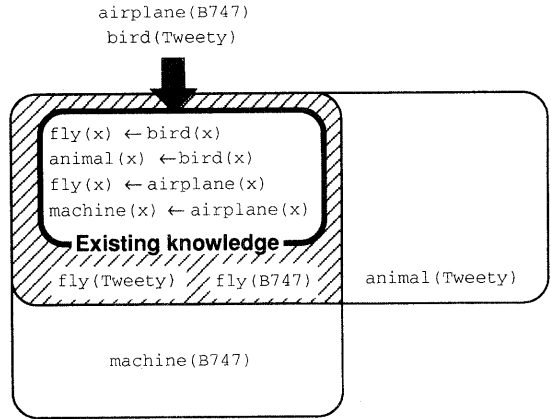 airplane(B747)
bird(Tweety)
fly(x) ←bird(x)
animal(x) ←bird(x)
fly(x) ←airplane(x)
machine(x) ←airplane(x)
Existing knowledge
fly(Tweety) fly(B747) animal(Tweety)
machine(B747)